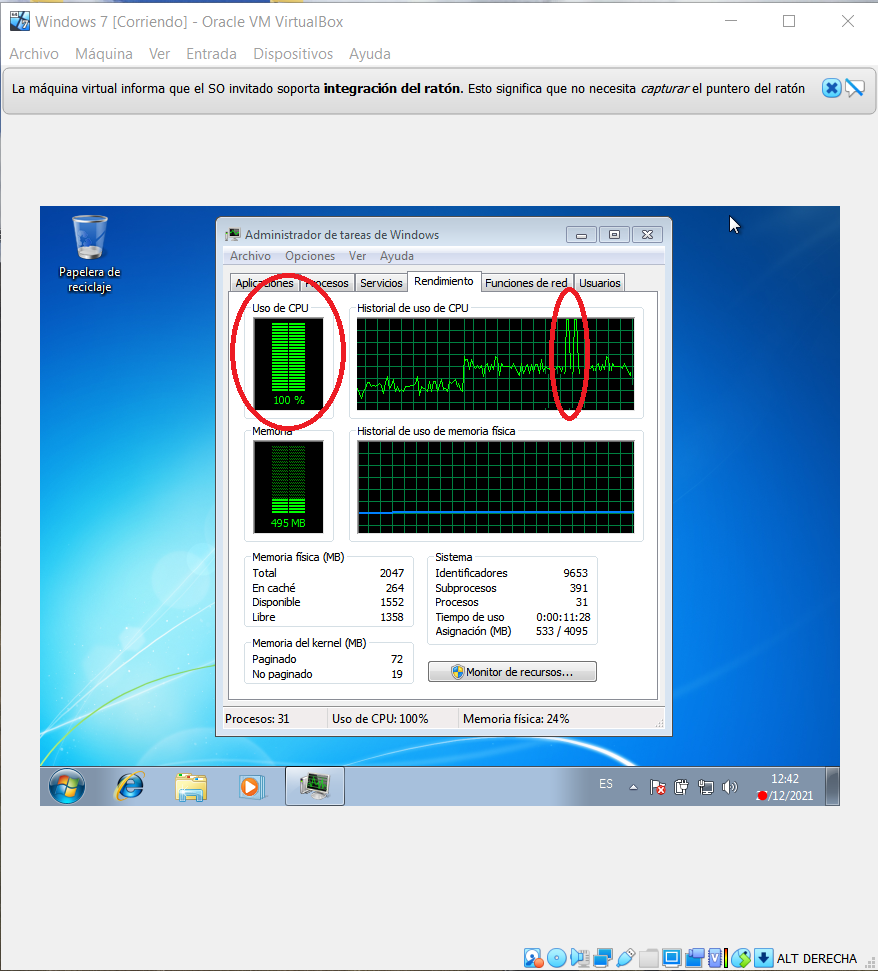 Windows 7 [Corriendo] - Oracle VM VirtualBox
Archivo Máquina Ver Entrada Dispositivos Ayuda
La máquina virtual informa que el SO invitado soporta integración del ratón. Esto significa que no necesita capturar el puntero del ratón
Papelera de
reciclaje
Administrador de tareas de Windows
Archivo Opciones Ver Ayuda
Aplicaciones Procesos Servicios Rendimiento Funciones de red Usuarios
Uso de CPU
100 %
Historial de uso de CPU
Memoria
495 MB
Historial de uso de memoria física
Memoria física (MB)
Total 2047
En caché 264
Disponible 1552
Libre 1358
Sistema
Identificadores 9653
Subprocesos 391
Procesos 31
Tiempo de uso 0:00:11:28
Asignación (MB) 533 / 4095
Memoria del kernel (MB)
Paginado 72
No paginado 19
Monitor de recursos...
Procesos: 31 Uso de CPU: 100% Memoria física: 24%
ES
12:42
/12/2021
ALT DERECHA